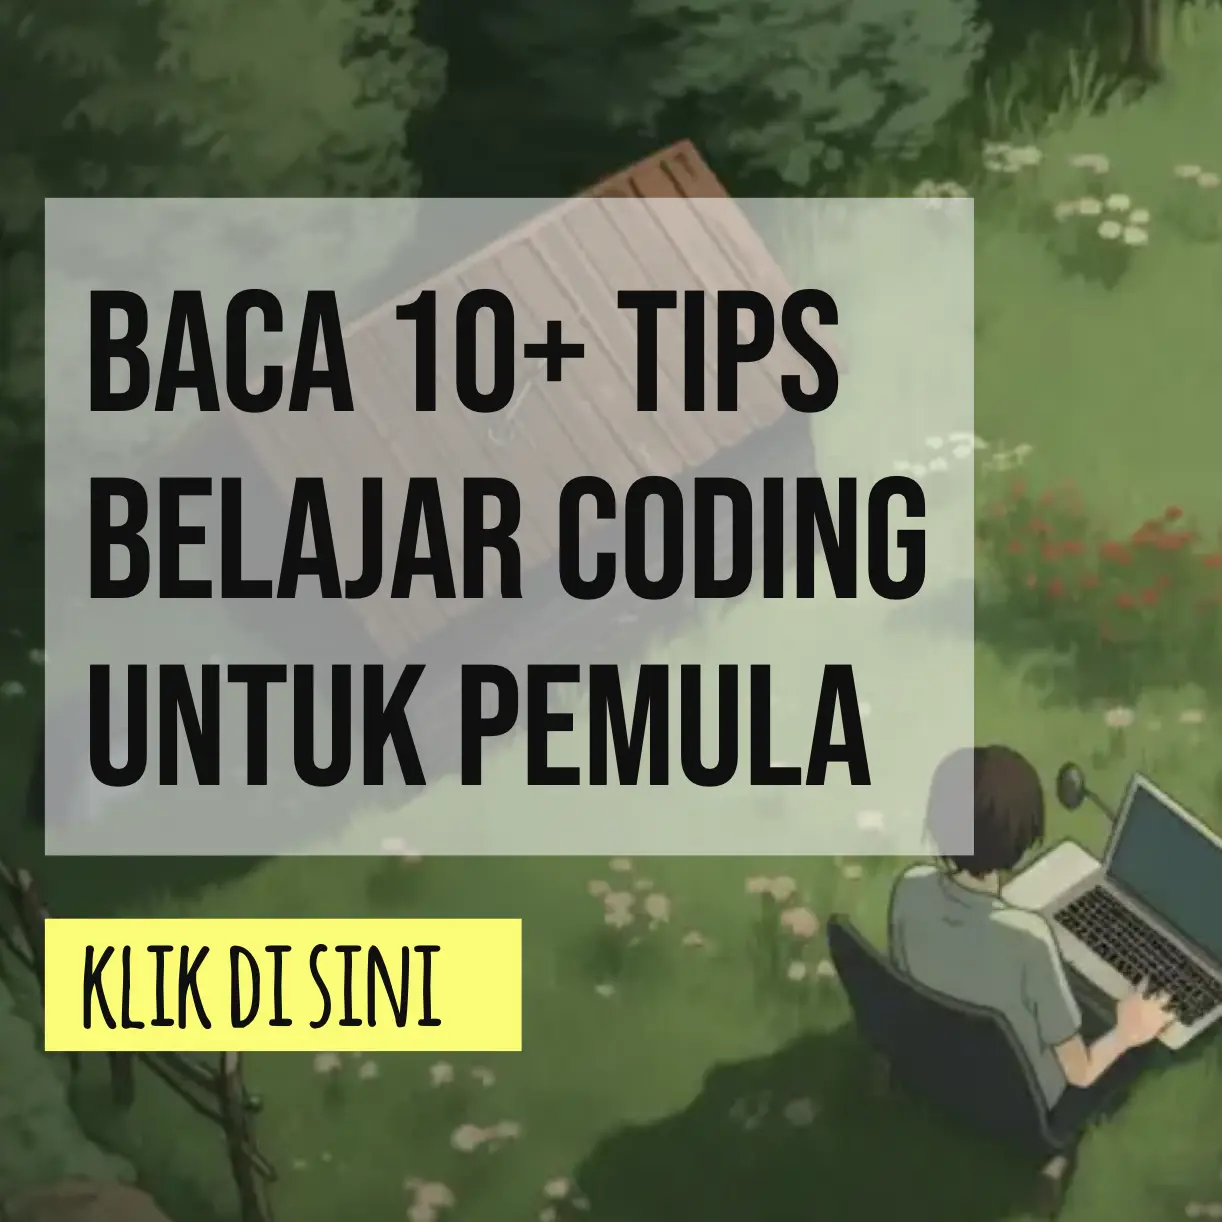 BACA 10+ TIPS
BELAJAR CODING
UNTUK PEMULA
KLIK DI SINI